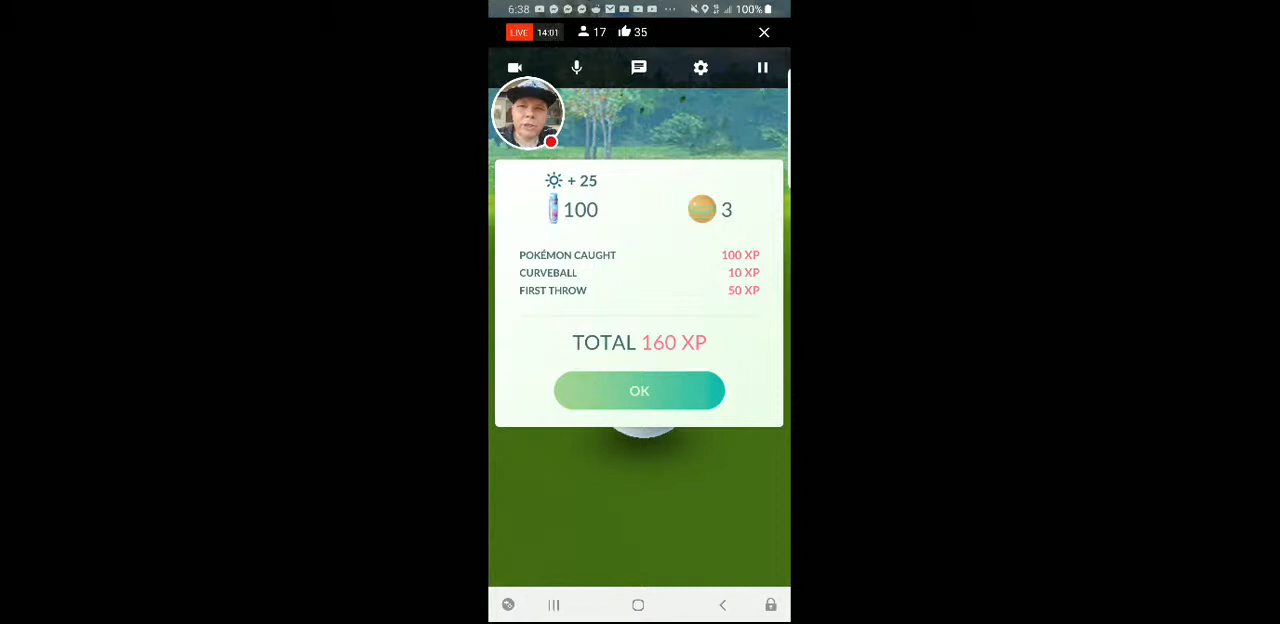 6:38
100%
LIVE 14:01 17 35
+ 25
100 3
POKÉMON CAUGHT 100 XP
CURVEBALL 10 XP
FIRST THROW 50 XP
TOTAL 160 XP
OK